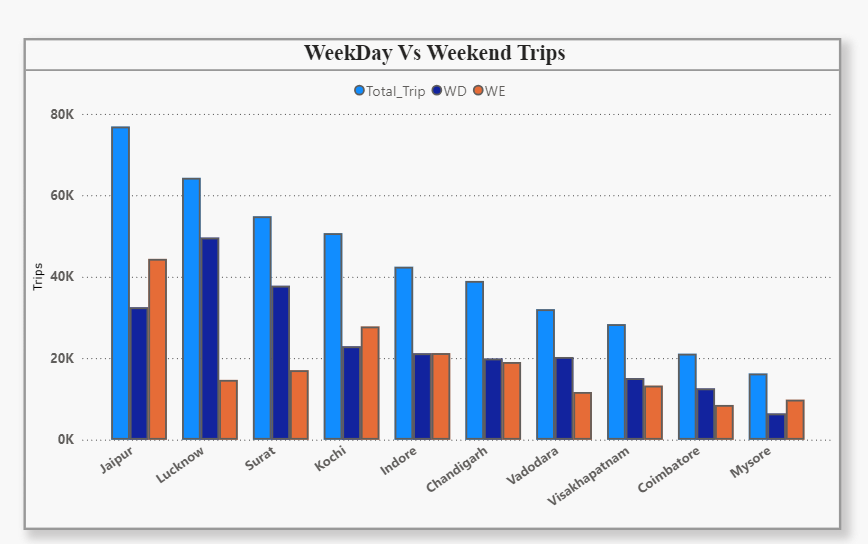 WeekDay Vs Weekend Trips
Total_Trip WD WE
80K
60K
40K
20K
0K
Trips
Jaipur
Lucknow
Surat
Kochi
Indore
Chandigarh
Vadodara
Visakhapatnam
Coimbatore
Mysore